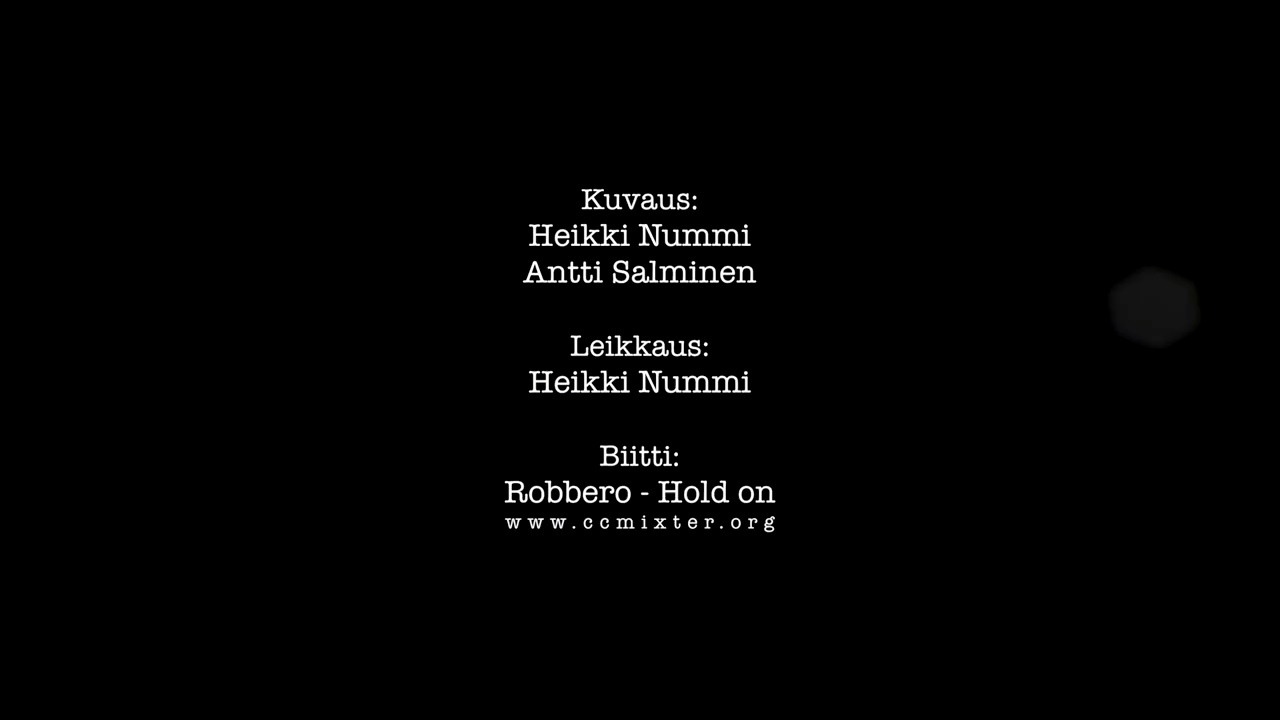 Kuvaus:
Heikki Nummi
Antti Salminen
Leikkaus:
Heikki Nummi
Biitti:
Robbero - Hold on
www.ccmixter.org